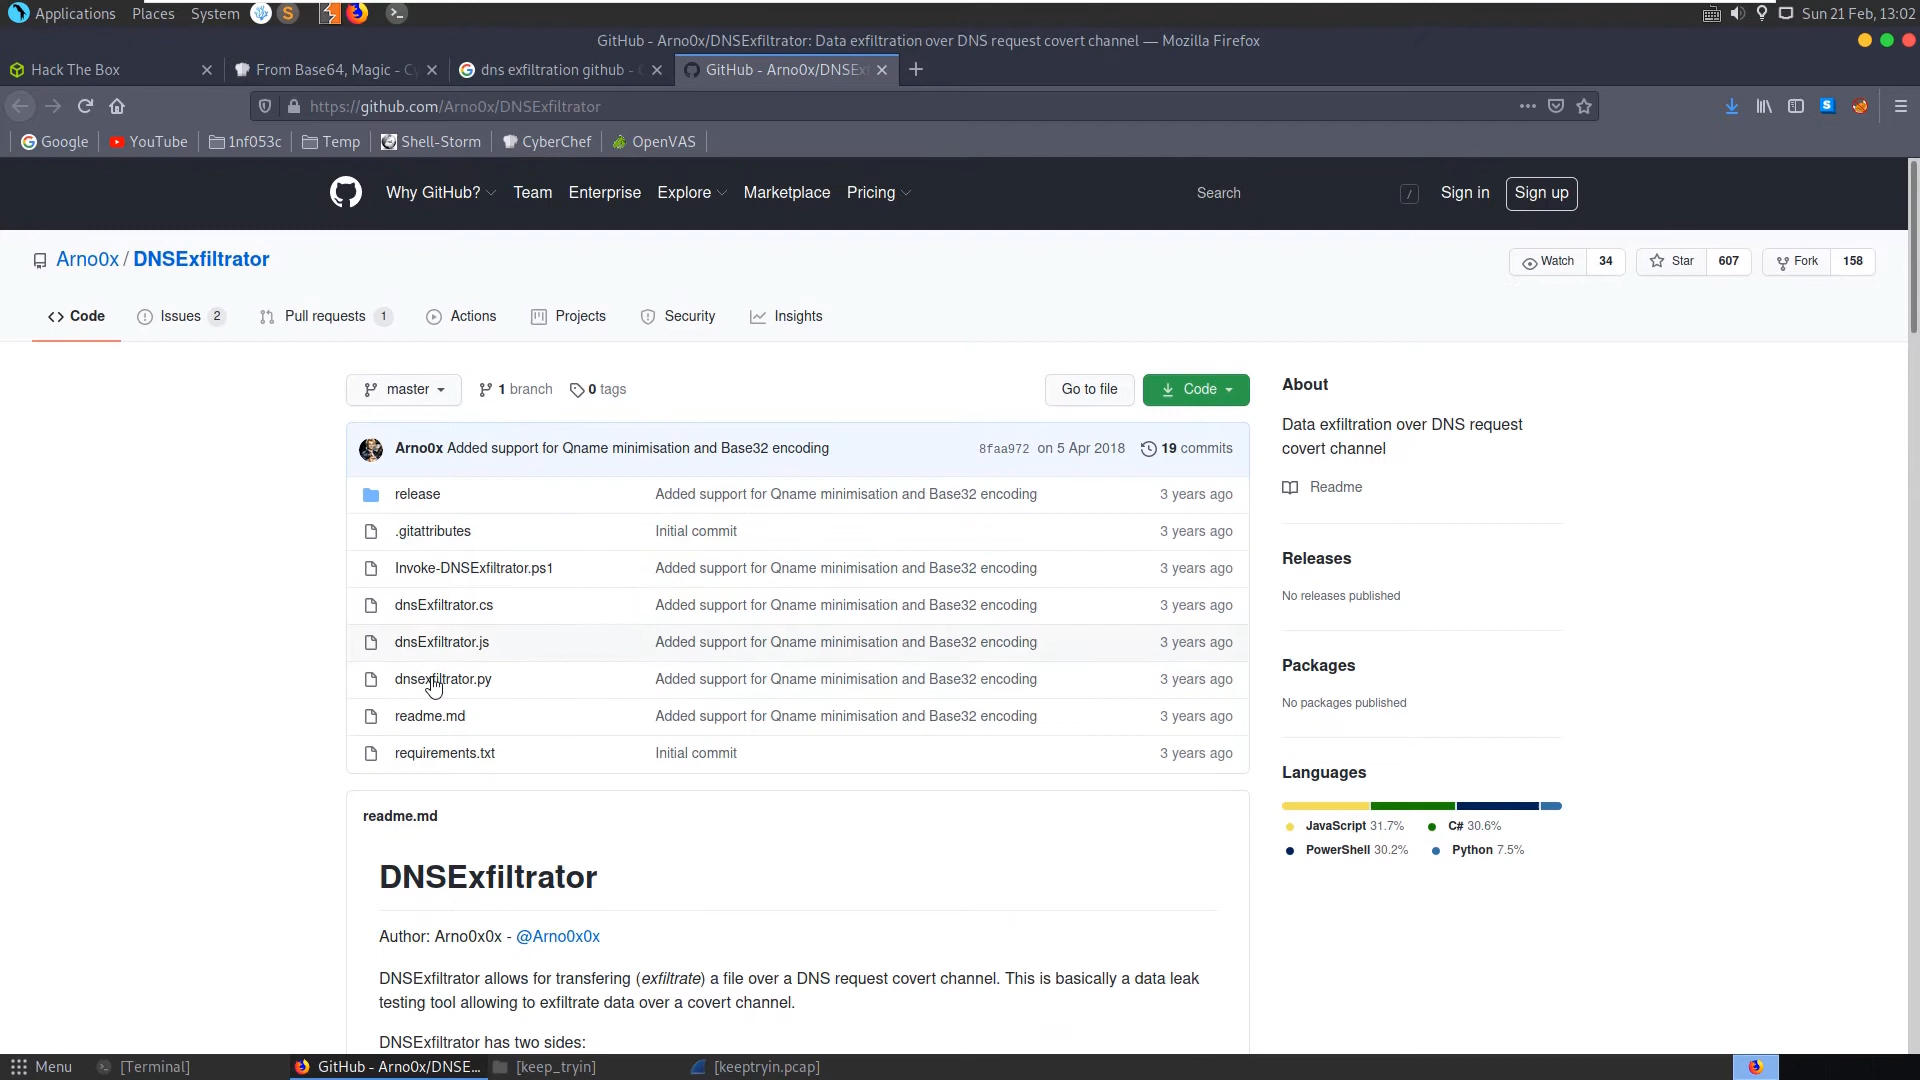 Applications Places System Sun 21 Feb, 13:02
GitHub - Arno0x/DNSExfiltrator: Data exfiltration over DNS request covert channel — Mozilla Firefox
Hack The Box From Base64, Magic - Cy dns exfiltration github - GitHub - Arno0x/DNSEx
https://github.com/Arno0x/DNSExfiltrator
Google YouTube 1nf053c Temp Shell-Storm CyberChef OpenVAS
Why GitHub? Team Enterprise Explore Marketplace Pricing Search / Sign in Sign up
Arno0x / DNSExfiltrator Watch 34 Star 607 Fork 158
Code Issues 2 Pull requests 1 Actions Projects Security Insights
master 1 branch 0 tags Go to file Code
Arno0x Added support for Qname minimisation and Base32 encoding 8faa972 on 5 Apr 2018 19 commits
release Added support for Qname minimisation and Base32 encoding 3 years ago
.gitattributes Initial commit 3 years ago
Invoke-DNSExfiltrator.ps1 Added support for Qname minimisation and Base32 encoding 3 years ago
dnsExfiltrator.cs Added support for Qname minimisation and Base32 encoding 3 years ago
dnsExfiltrator.js Added support for Qname minimisation and Base32 encoding 3 years ago
dnsexfiltrator.py Added support for Qname minimisation and Base32 encoding 3 years ago
readme.md Added support for Qname minimisation and Base32 encoding 3 years ago
requirements.txt Initial commit 3 years ago
readme.md
DNSExfiltrator
Author: Arno0x0x - @Arno0x0x
DNSExfiltrator allows for transfering (exfiltrate) a file over a DNS request covert channel. This is basically a data leak
testing tool allowing to exfiltrate data over a covert channel.
DNSExfiltrator has two sides:
About
Data exfiltration over DNS request
covert channel
Readme
Releases
No releases published
Packages
No packages published
Languages
JavaScript 31.7% C# 30.6%
PowerShell 30.2% Python 7.5%
Menu [Terminal] GitHub - Arno0x/DNSE... [keep_tryin] [keeptryin.pcap]